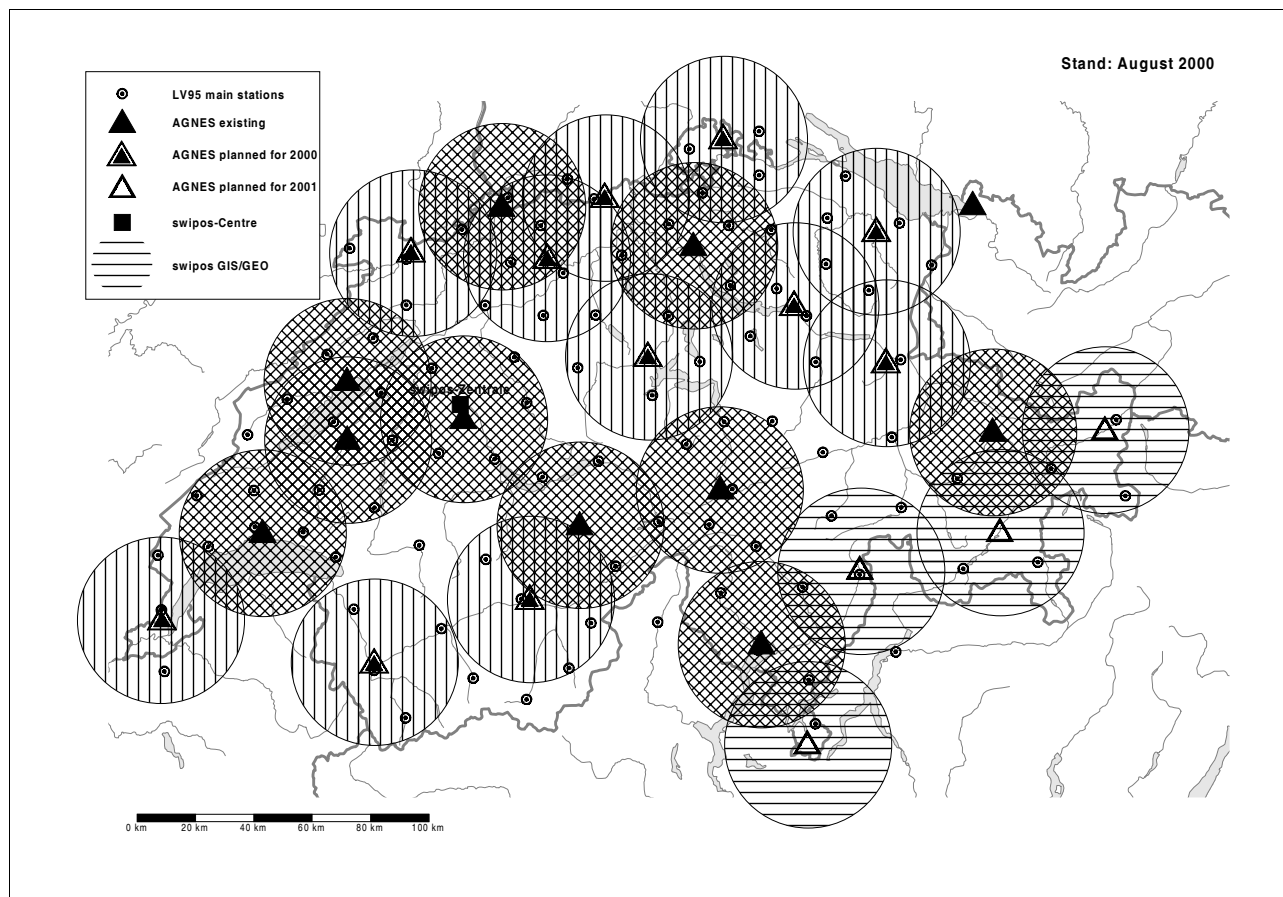 Stand: August 2000
LV95 main stations
AGNES existing
AGNES planned for 2000
AGNES planned for 2001
swipos-Centre
swipos GIS/GEO
swipos-Zentrale
0 km 20 km 40 km 60 km 80 km 100 km